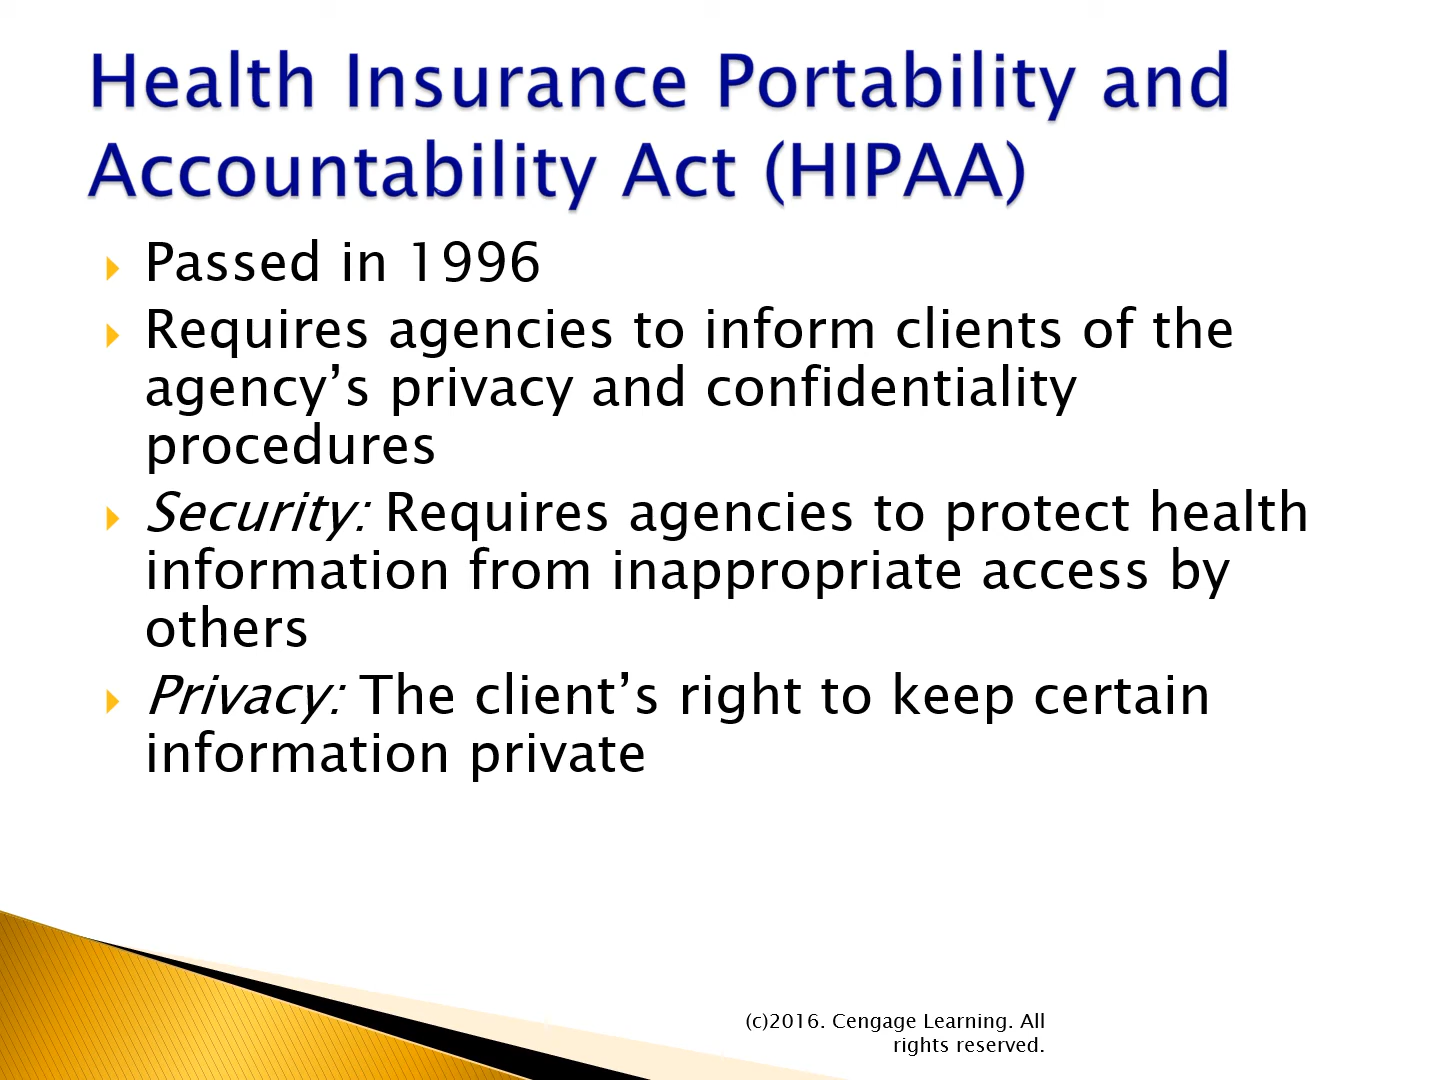 Health Insurance Portability and
Accountability Act (HIPAA)
Passed in 1996
Requires agencies to inform clients of the
agency’s privacy and confidentiality
procedures
Security: Requires agencies to protect health
information from inappropriate access by
others
Privacy: The client’s right to keep certain
information private
(c)2016. Cengage Learning. All
rights reserved.